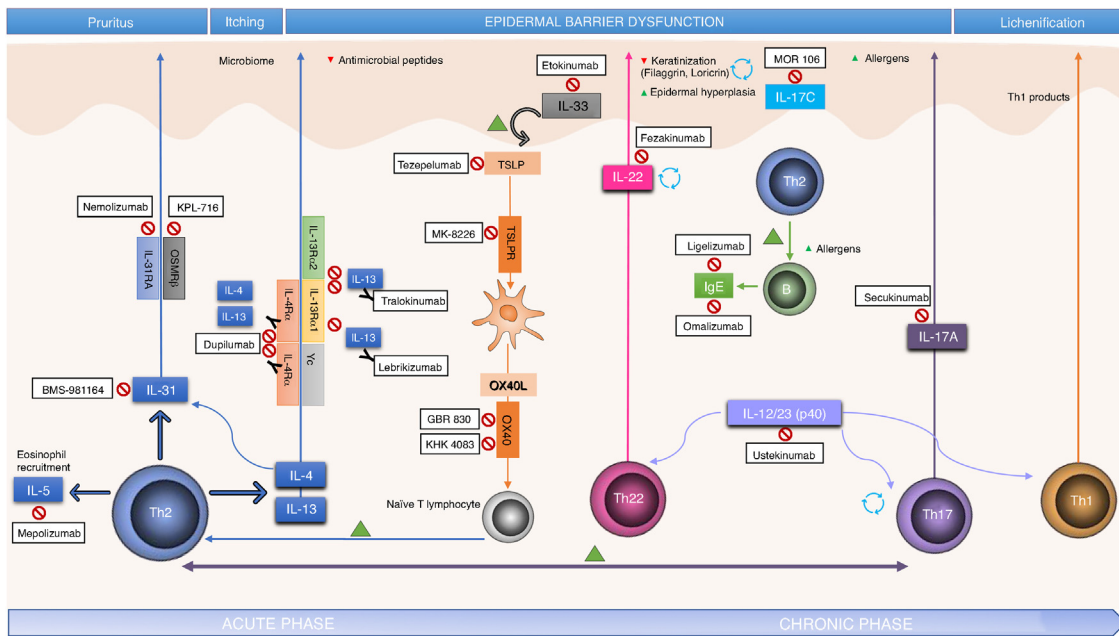 Pruritus
Itching
EPIDERMAL BARRIER DYSFUNCTION
Lichenification
Microbiome
Antimicrobial peptides
Etokinumab
IL-33
Keratinization
(Filaggrin, Loricrin)
Epidermal hyperplasia
MOR 106
IL-17C
Allergens
Th1 products
Tezepelumab
TSLP
Fezakinumab
IL-22
Th2
Nemolizumab
KPL-716
IL-31RA
OSMRβ
MK-8226
TSLPR
IL-13Rα2
IL-4
IL-13
IL-4Rα
IL-13Rα1
IL-13
Tralokinumab
Dupilumab
IL-4Rα
Yc
IL-13
Lebrikizumab
Ligelizumab
Allergens
IgE
B
Omalizumab
Secukinumab
IL-17A
BMS-981164
IL-31
OX40L
GBR 830
OX40
KHK 4083
IL-12/23 (p40)
Ustekinumab
Eosinophil
recruitment
IL-5
Mepolizumab
Th2
IL-4
IL-13
Naïve T lymphocyte
Th22
Th17
Th1
ACUTE PHASE
CHRONIC PHASE